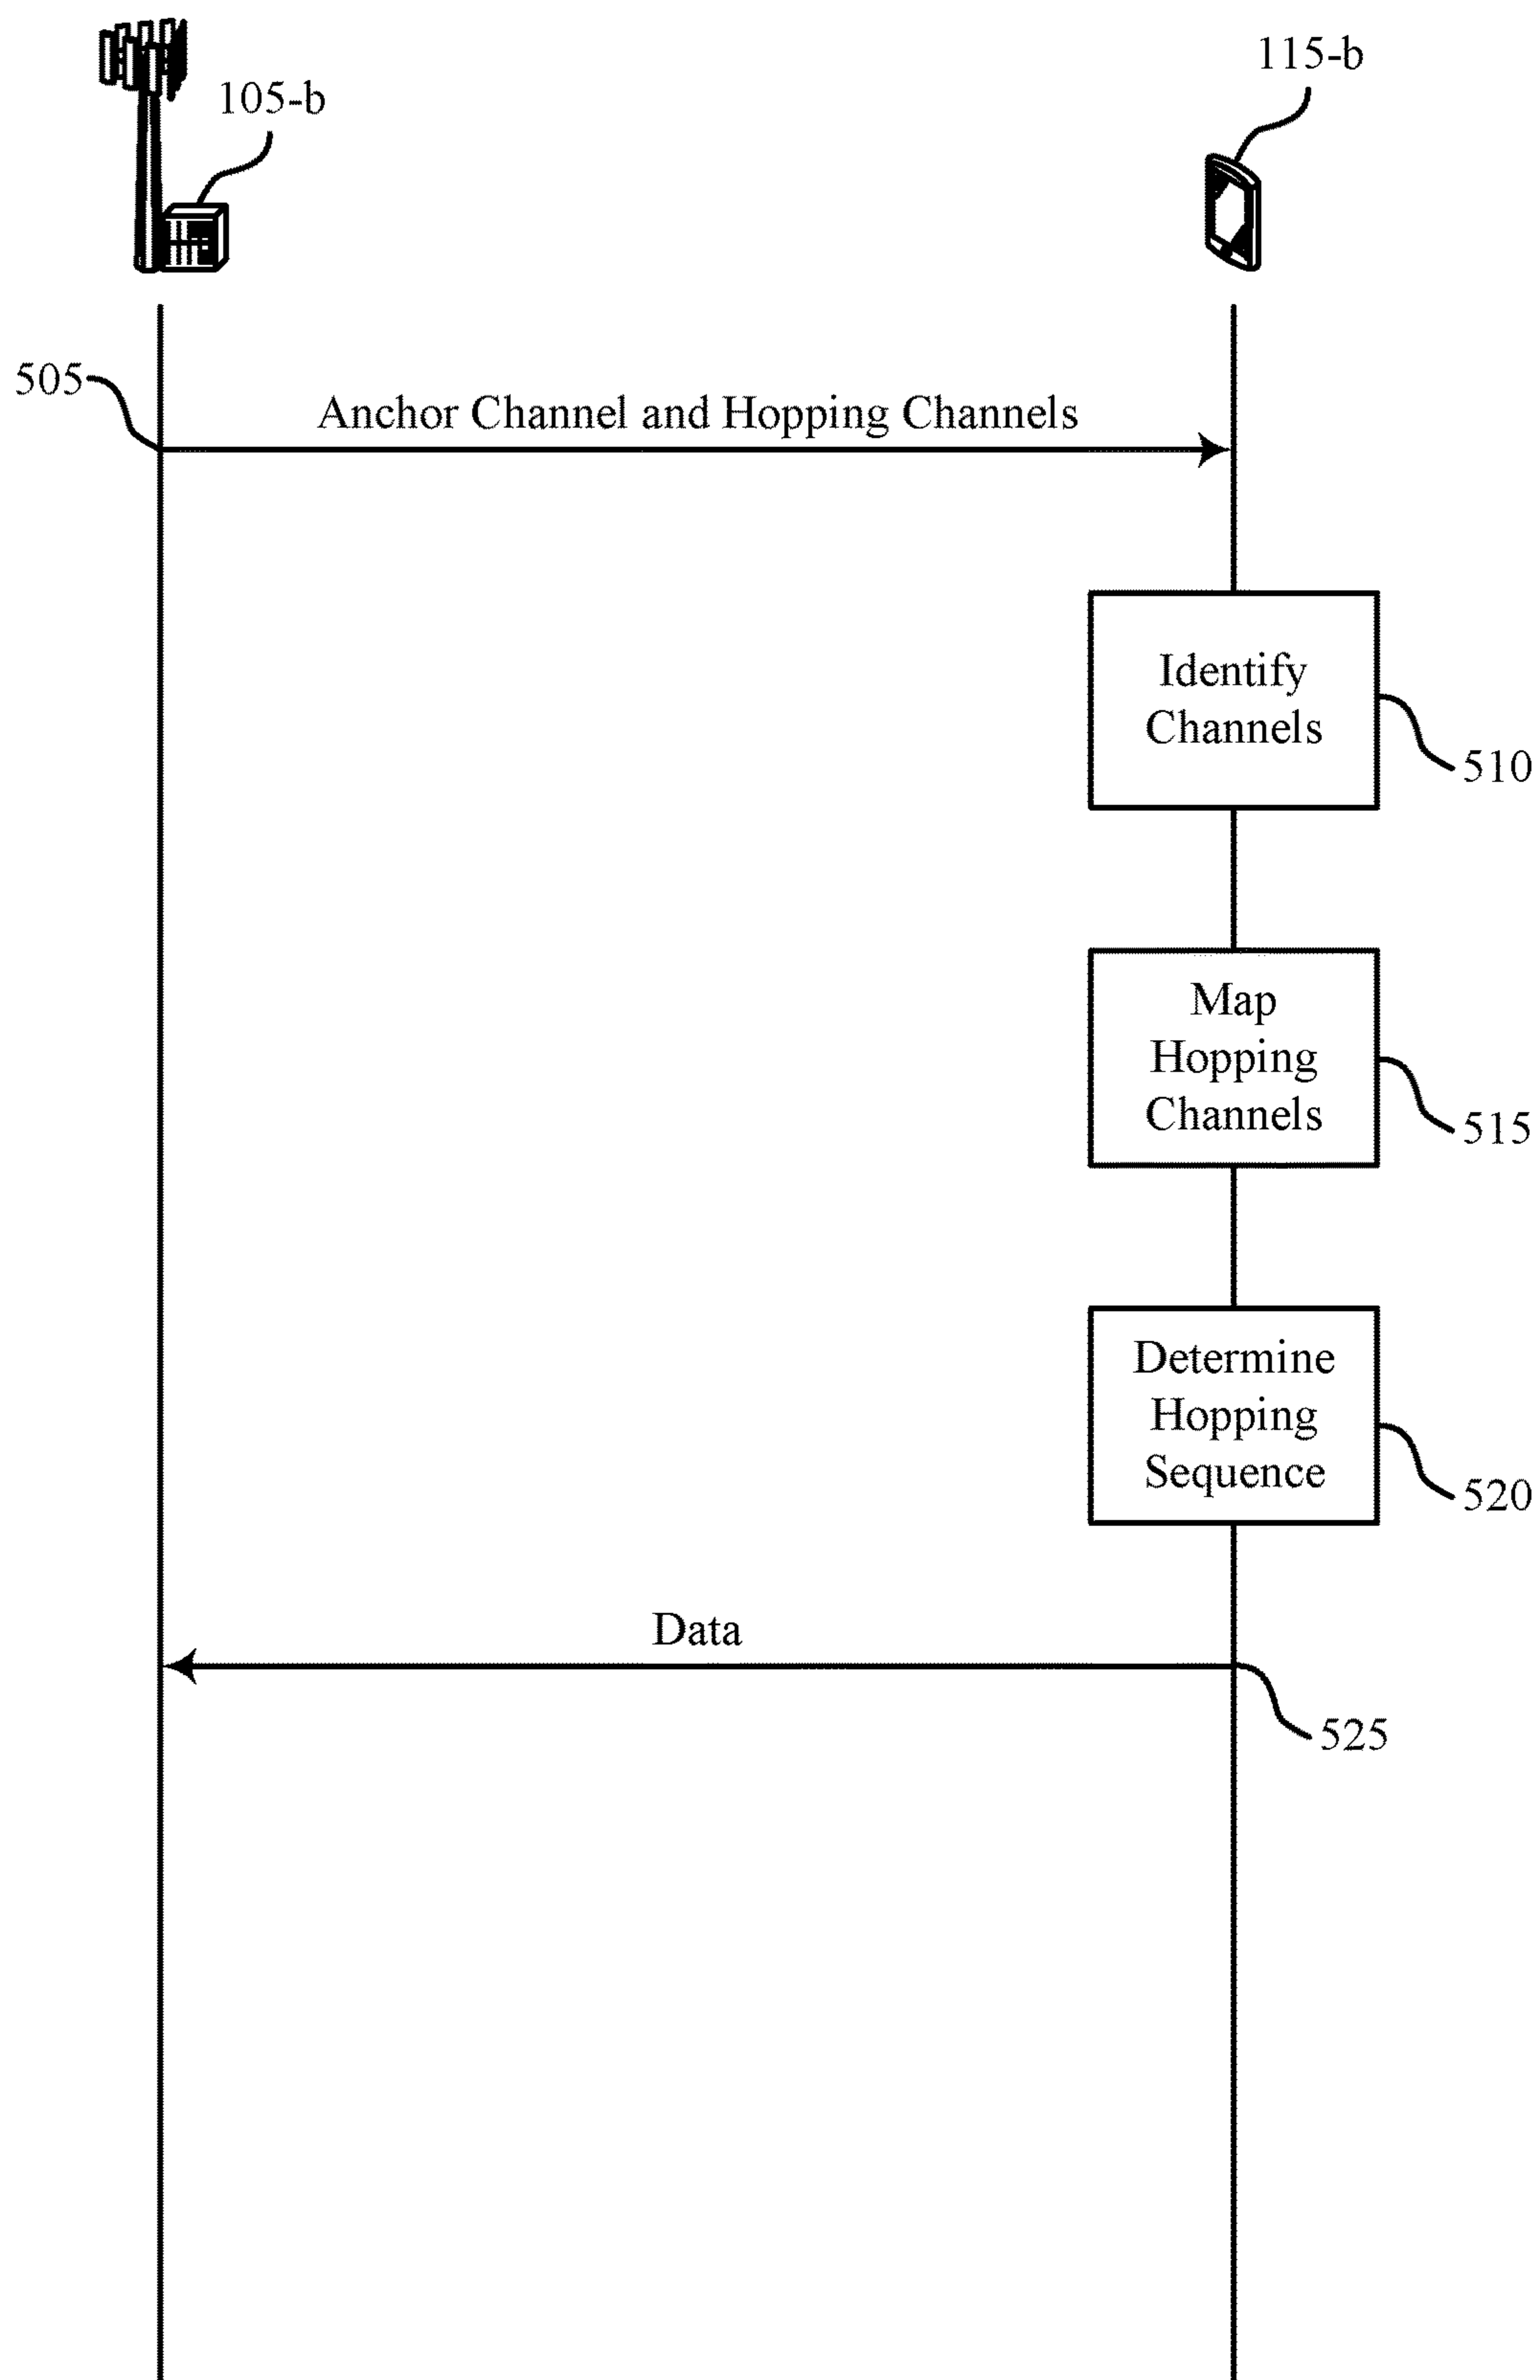 115-b
105-b
505
Anchor Channel and Hopping Channels
Identify
Channels
510
Map
Hopping
Channels
515
Determine
Hopping
Sequence
520
Data
525